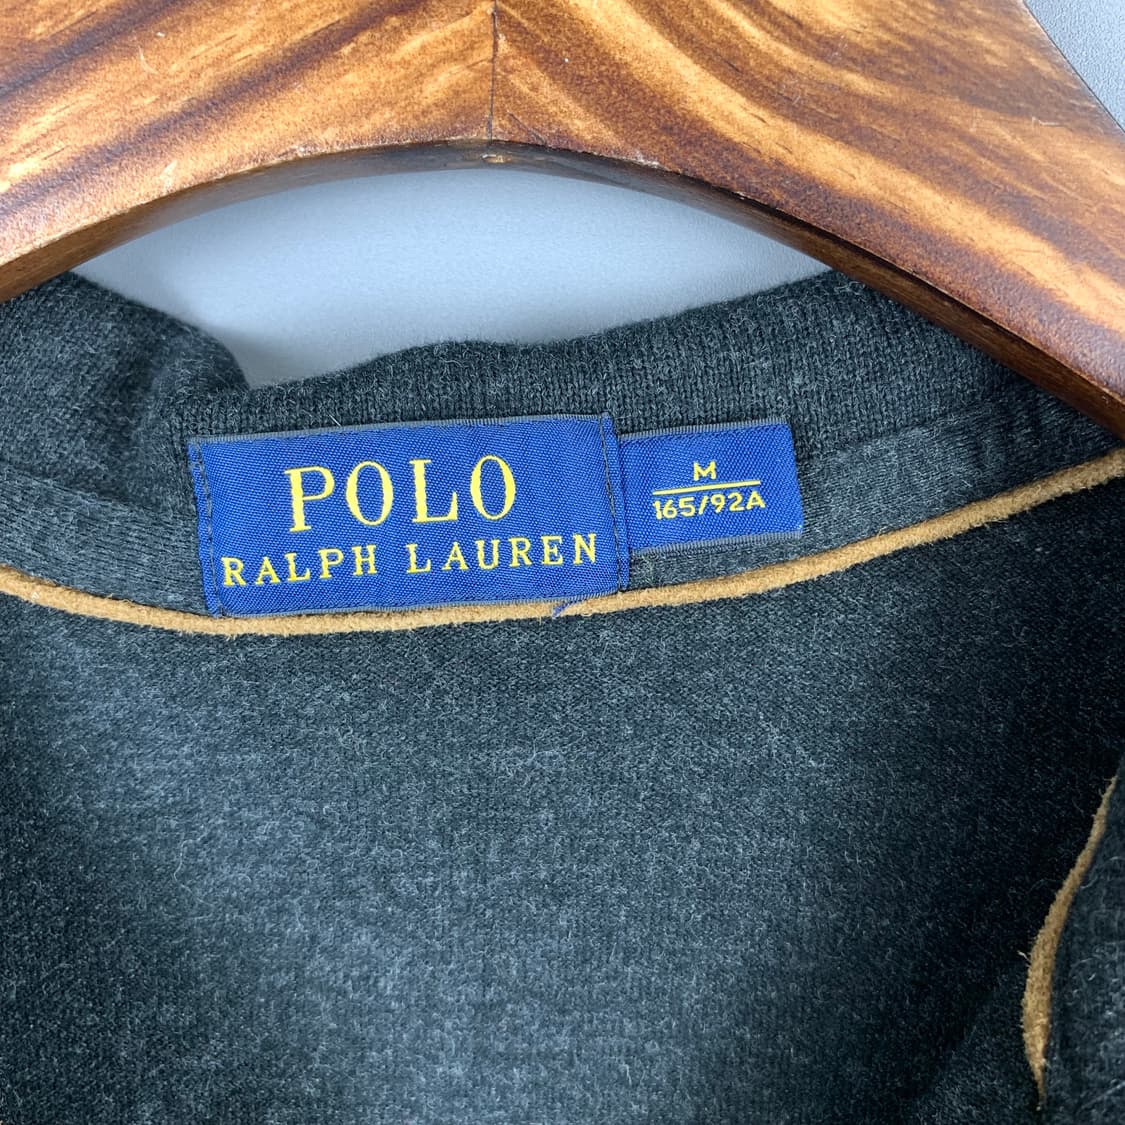 POLO
RALPH LAUREN
M
165/92A